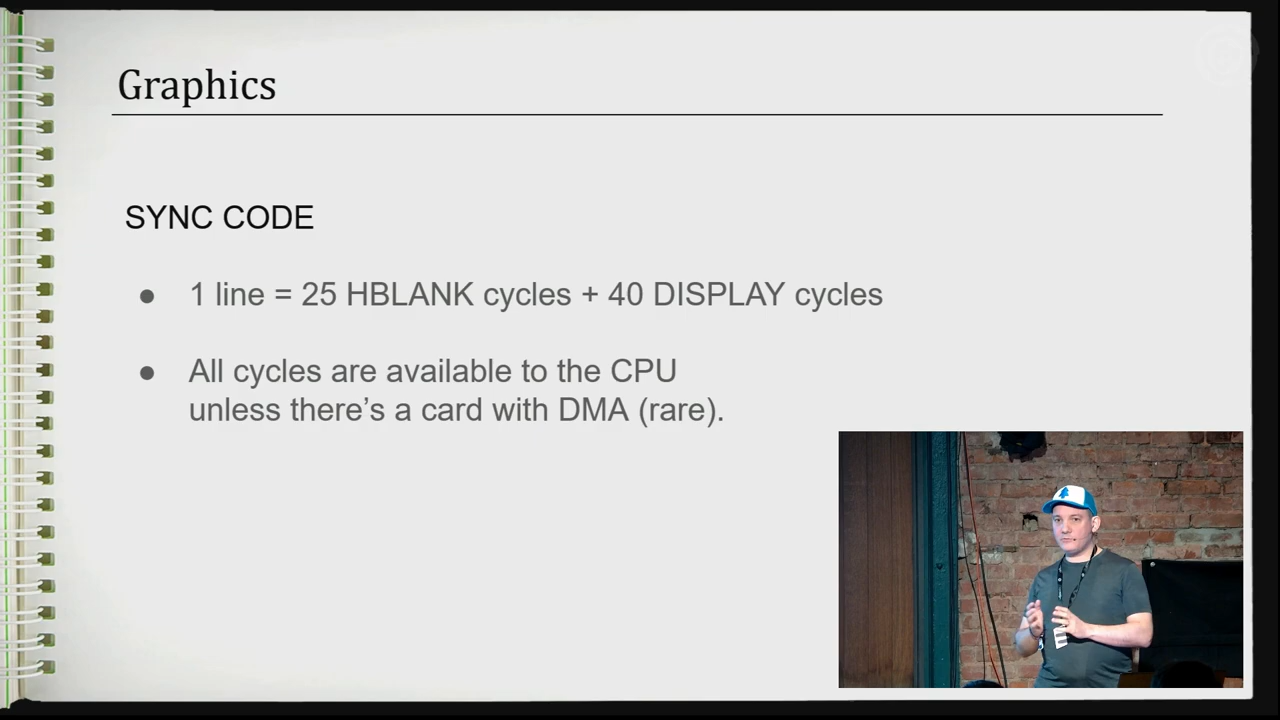 Graphics
SYNC CODE
● 1 line = 25 HBLANK cycles + 40 DISPLAY cycles
● All cycles are available to the CPU
unless there’s a card with DMA (rare).